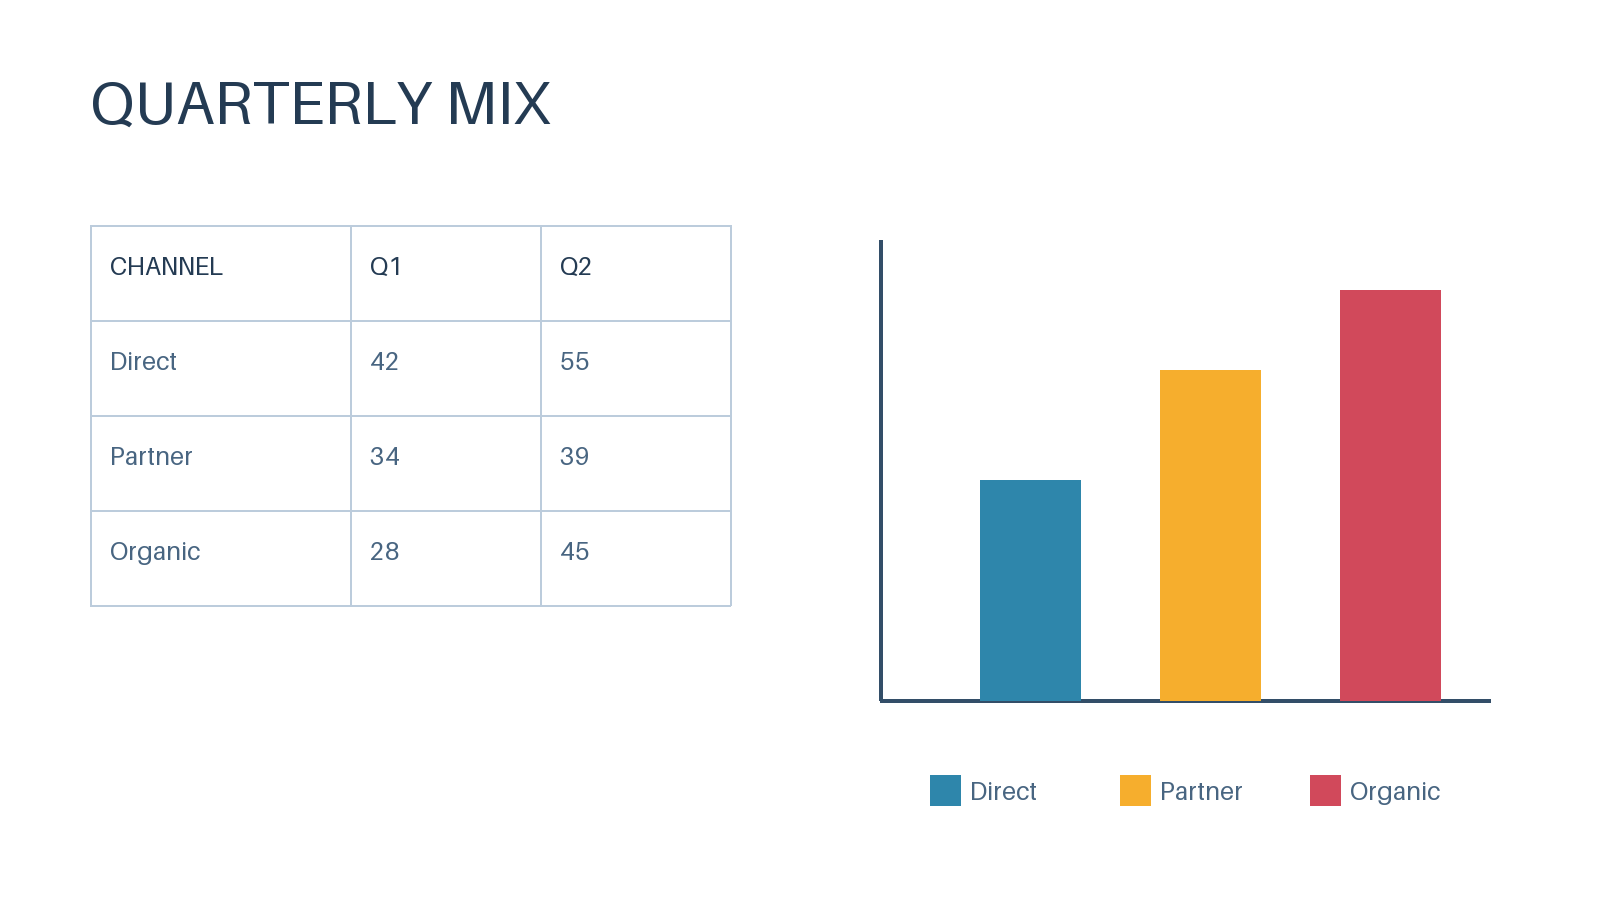 QUARTERLY MIX
CHANNEL Q1 Q2
Direct 42 55
Partner 34 39
Organic 28 45
Direct Partner Organic